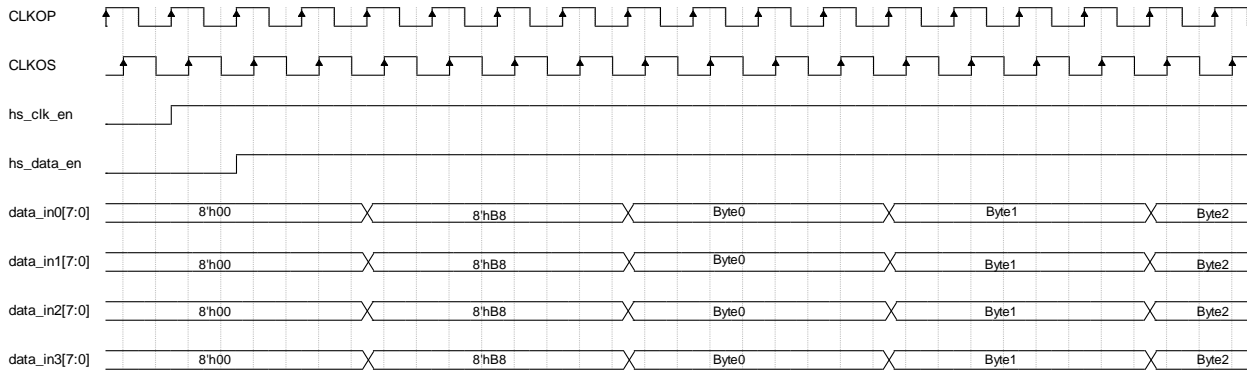 CLKOP
CLKOS
hs_clk_en
hs_data_en
data_in0[7:0] 8'h00 8'hB8 Byte0 Byte1 Byte2
data_in1[7:0] 8'h00 8'hB8 Byte0 Byte1 Byte2
data_in2[7:0] 8'h00 8'hB8 Byte0 Byte1 Byte2
data_in3[7:0] 8'h00 8'hB8 Byte0 Byte1 Byte2